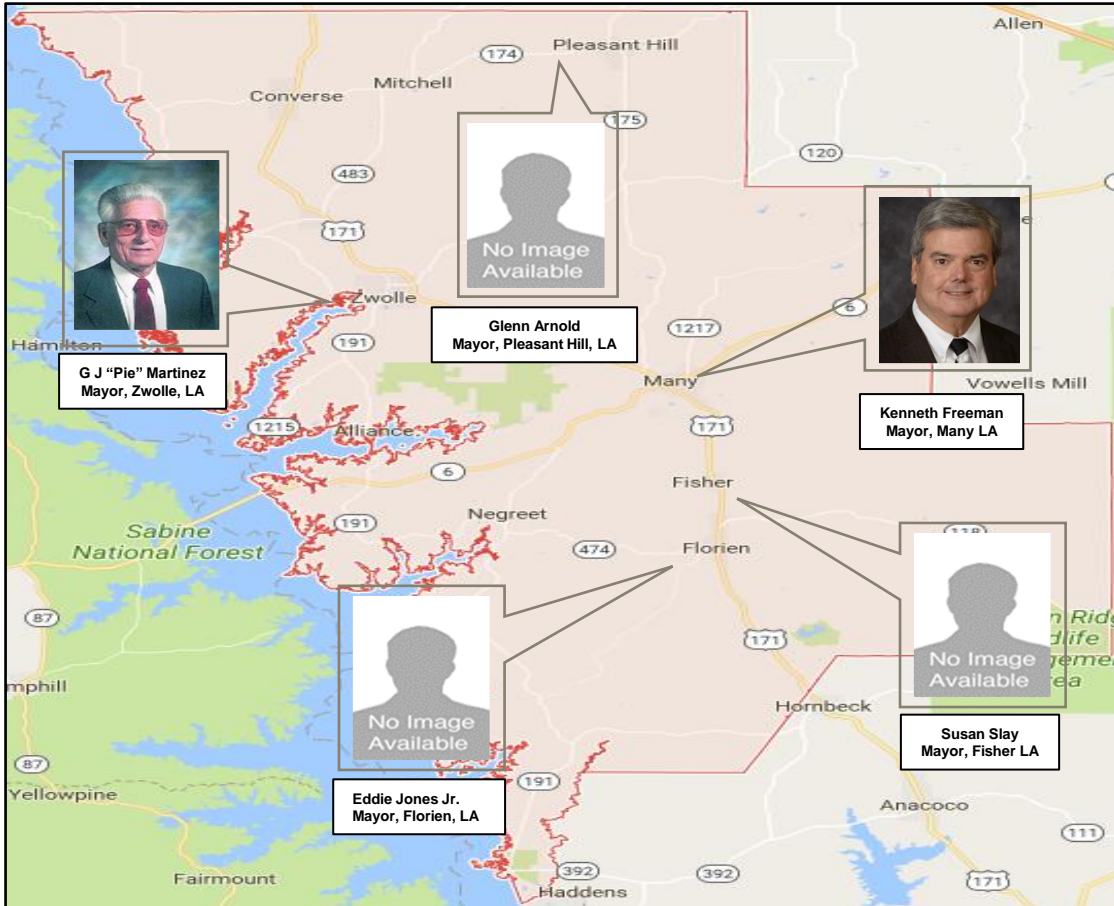 Allen
Pleasant Hill
174
Mitchell
Converse
175
120
483
171
No Image
Available
Zwolle
6
1217
Glenn Arnold
Mayor, Pleasant Hill, LA
191
Hamilton
G J “Pie” Martinez
Mayor, Zwolle, LA
Many
Vowells Mill
Kenneth Freeman
Mayor, Many LA
1215
Alliance
171
6
Fisher
Negreet
191
Sabine
National Forest
474
Florien
118
87
171
No Image
Available
Hornbeck
No Image
Available
Susan Slay
Mayor, Fisher LA
87
191
Yellowpine
Eddie Jones Jr.
Mayor, Florien, LA
Anacoco
111
Fairmount
392
392
171
Haddens